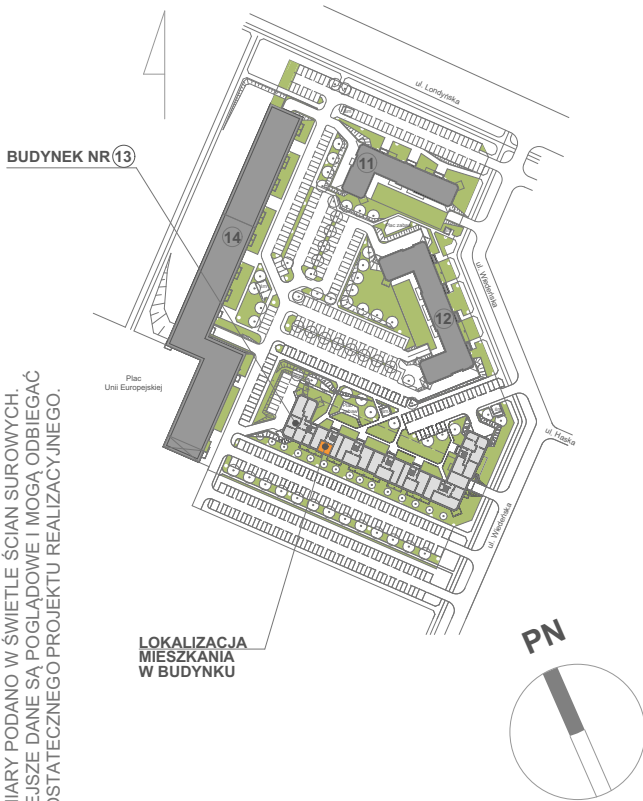 ul. Londyńska
BUDYNEK NR 13
11
14
ul. Wiedeńska
12
Plac
Unii Europejskiej
ul. Haska
ul. Wiedeńska
LOKALIZACJA
MIESZKANIA
W BUDYNKU
PN
MIARY PODANO W ŚWIETLE ŚCIAN SUROWYCH.
EJSZE DANE SĄ POGLĄDOWE I MOGĄ ODBIEGAĆ
OSTATECZNEGO PROJEKTU REALIZACYJNEGO.